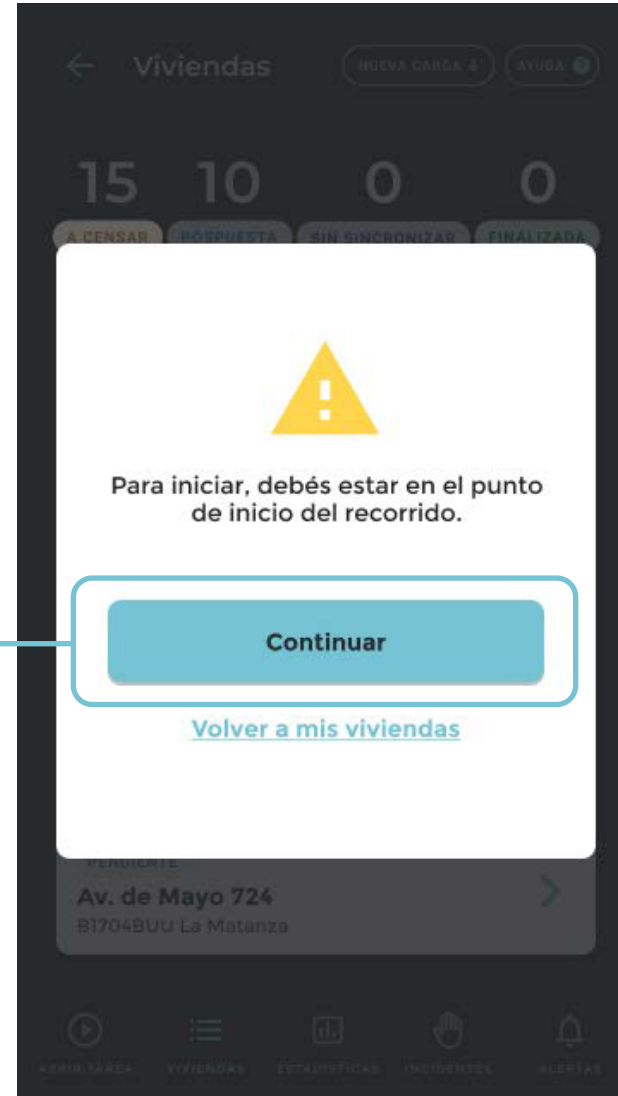 Viviendas
NUEVA CARGA
AYUDA
15 10 0 0
A CENSAR POSPUESTA SIN SINCRONIZAR FINALIZADA
Para iniciar, debés estar en el punto
de inicio del recorrido.
Continuar
Volver a mis viviendas
PENDIENTE
Av. de Mayo 724
B1704BUU La Matanza
ABRIR TAREA VIVIENDAS ESTADÍSTICAS INCIDENTES ALERTAS